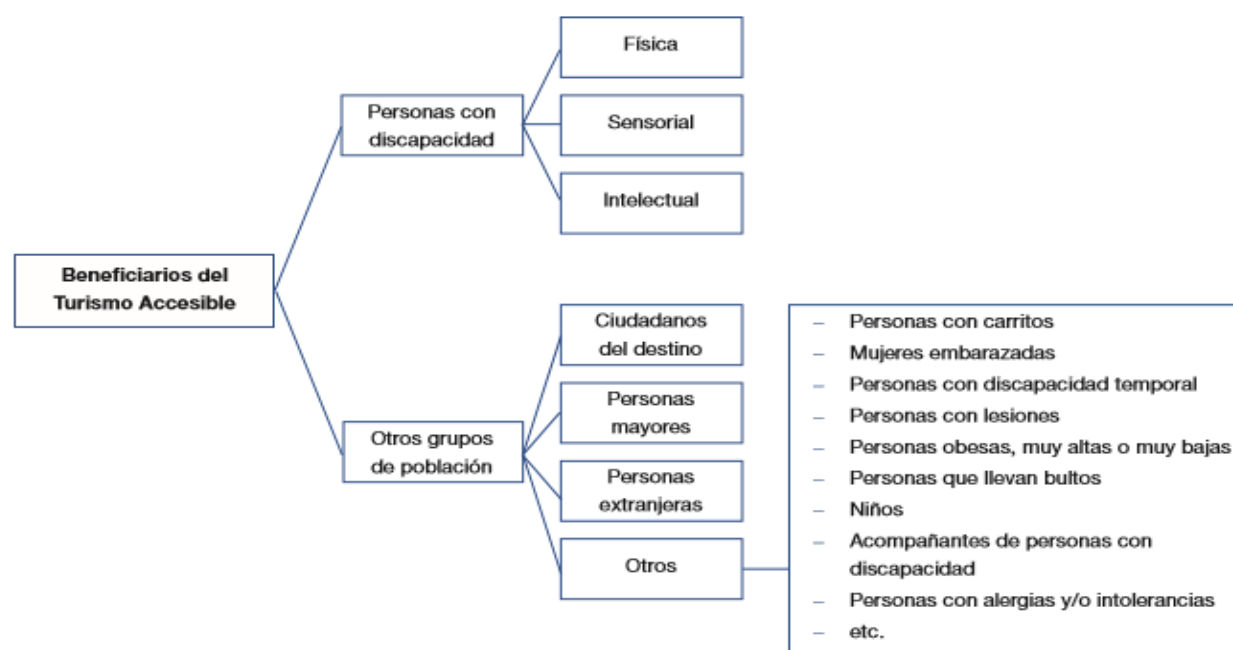 Física
Personas con
discapacidad
Sensorial
Intelectual
Beneficiarios del
Turismo Accesible
Ciudadanos
del destino
Personas
mayores
Otros grupos
de población
Personas
extranjeras
Otros
– Personas con carritos
– Mujeres embarazadas
– Personas con discapacidad temporal
– Personas con lesiones
– Personas obesas, muy altas o muy bajas
– Personas que llevan bultos
– Niños
– Acompañantes de personas con
discapacidad
– Personas con alergias y/o intolerancias
– etc.